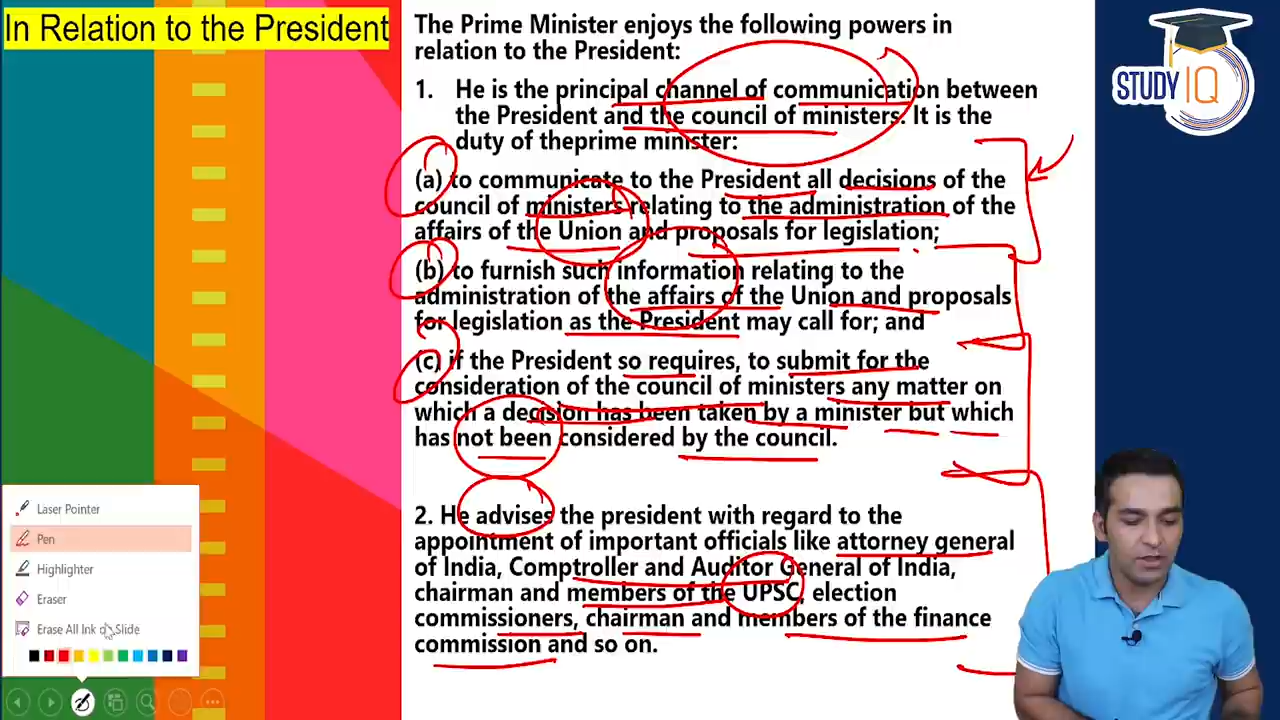 In Relation to the President
The Prime Minister enjoys the following powers in
relation to the President:
1. He is the principal channel of communication between
the President and the council of ministers. It is the
duty of theprime minister:
(a) to communicate to the President all decisions of the
council of ministers relating to the administration of the
affairs of the Union and proposals for legislation;
(b) to furnish such information relating to the
administration of the affairs of the Union and proposals
for legislation as the President may call for; and
(c) if the President so requires, to submit for the
consideration of the council of ministers any matter on
which a decision has been taken by a minister but which
has not been considered by the council.
2. He advises the president with regard to the
appointment of important officials like attorney general
of India, Comptroller and Auditor General of India,
chairman and members of the UPSC, election
commissioners, chairman and members of the finance
commission and so on.
STUDY IQ
Laser Pointer
Pen
Highlighter
Eraser
Erase All Ink on Slide